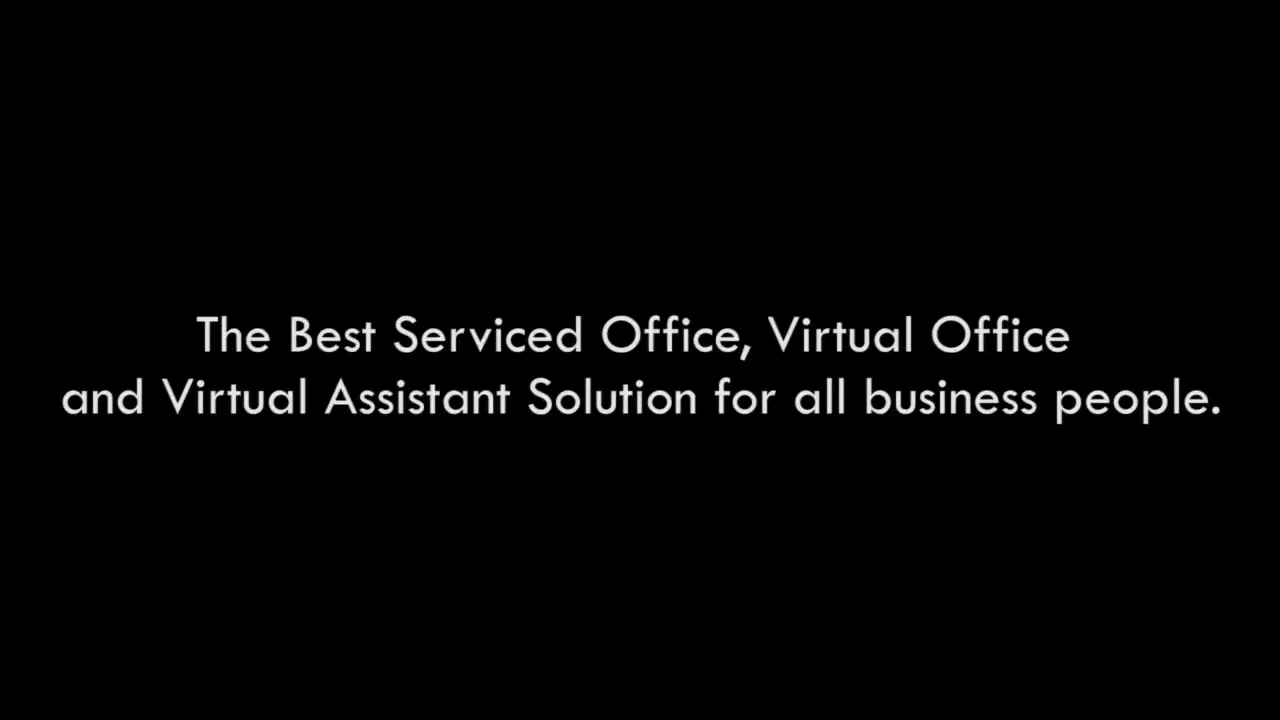 The Best Serviced Office, Virtual Office
and Virtual Assistant Solution for all business people.